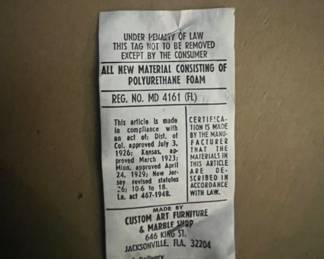 UNDER PENALTY OF LAW
THIS TAG NOT TO BE REMOVED
EXCEPT BY THE CONSUMER
ALL NEW MATERIAL CONSISTING OF
POLYURETHANE FOAM
REG. NO. MD 4161 (FL)
This article is made
in compliance with
an act of: Dist. of
Col. approved July 3,
1926; Kansas, ap-
proved March 1923;
Minn. approved April
24, 1929; New Jer-
sey revised statutes
26; 10-6 to 18.
La. act 467-1948.
CERTIFICA-
TION IS MADE
BY THE MANU-
FACTURER
THAT THE
MATERIALS IN
THIS ARTICLE
ARE DE-
SCRIBED IN
ACCORDANCE
WITH LAW.
MADE BY
CUSTOM ART FURNITURE
& MARBLE SHOP
646 KING ST.
JACKSONVILLE, FLA. 32204
Delivery